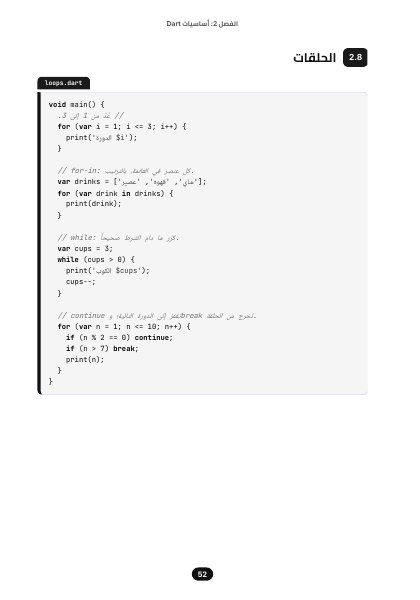 الفصل 2: أساسيات Dart
2.8 الحلقات
loops.dart
void main() {
// عُدّ من 1 إلى 3.
for (var i = 1; i <= 3; i++) {
print('الدورة $i');
}
// for-in: كل عنصر في القائمة، بالترتيب.
var drinks = ['شاي', 'قهوة', 'عصير'];
for (var drink in drinks) {
print(drink);
}
// while: كرّر ما دام الشرط صحيحاً.
var cups = 3;
while (cups > 0) {
print('الكوب $cups');
cups--;
}
// continue تقفز إلى الدورة التالية، و break تخرج من الحلقة.
for (var n = 1; n <= 10; n++) {
if (n % 2 == 0) continue;
if (n > 7) break;
print(n);
}
}
52